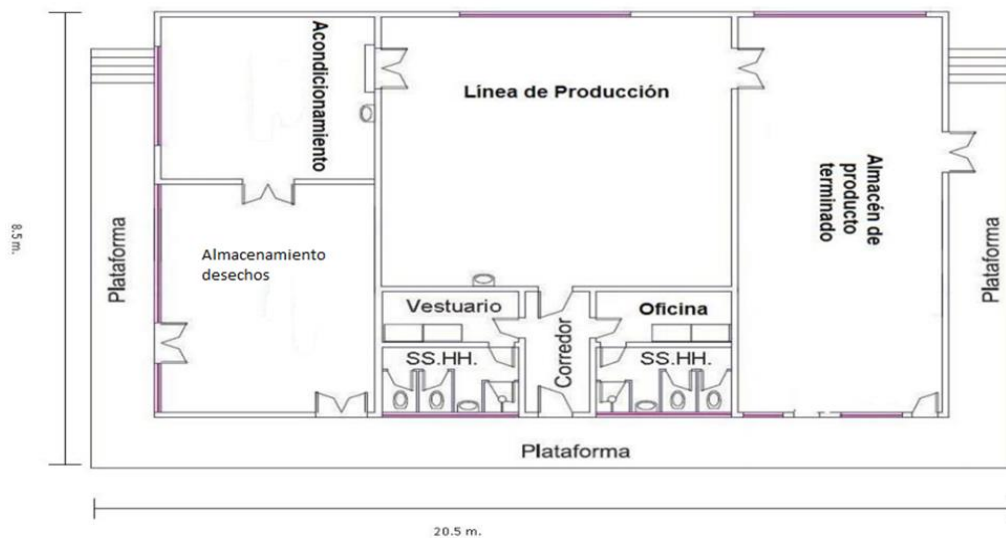 Acondicionamiento
Línea de Producción
Almacén de
producto
terminado
8.5 m.
Plataforma
Almacenamiento
desechos
Plataforma
Vestuario
Oficina
Corredor
SS.HH.
SS.HH.
Plataforma
20.5 m.